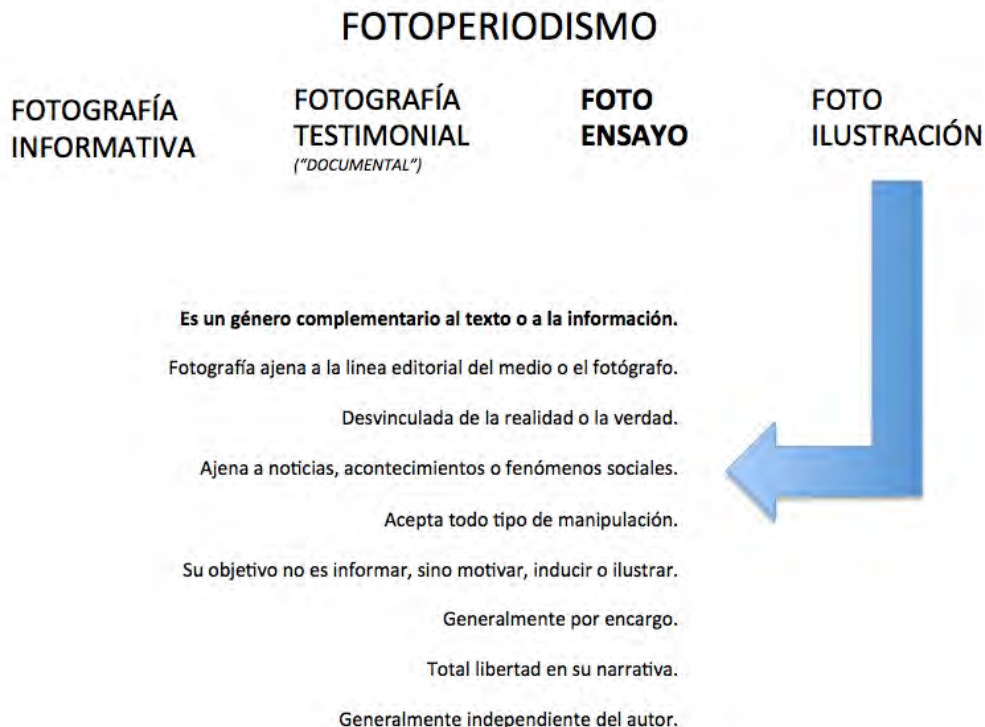 FOTOPERIODISMO
FOTOGRAFÍA
INFORMATIVA
FOTOGRAFÍA
TESTIMONIAL
("DOCUMENTAL")
FOTO
ENSAYO
FOTO
ILUSTRACIÓN
Es un género complementario al texto o a la información.
Fotografía ajena a la linea editorial del medio o el fotógrafo.
Desvinculada de la realidad o la verdad.
Ajena a noticias, acontecimientos o fenómenos sociales.
Acepta todo tipo de manipulación.
Su objetivo no es informar, sino motivar, inducir o ilustrar.
Generalmente por encargo.
Total libertad en su narrativa.
Generalmente independiente del autor.